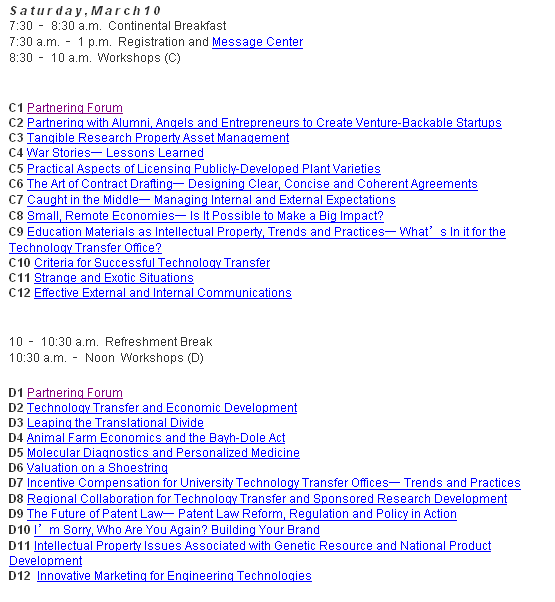 Saturday, March 10
7:30 - 8:30 a.m. Continental Breakfast
7:30 a.m. - 1 p.m. Registration and Message Center
8:30 - 10 a.m. Workshops (C)
C1 Partnering Forum
C2 Partnering with Alumni, Angels and Entrepreneurs to Create Venture-Backable Startups
C3 Tangible Research Property Asset Management
C4 War Stories— Lessons Learned
C5 Practical Aspects of Licensing Publicly-Developed Plant Varieties
C6 The Art of Contract Drafting— Designing Clear, Concise and Coherent Agreements
C7 Caught in the Middle— Managing Internal and External Expectations
C8 Small, Remote Economies— Is It Possible to Make a Big Impact?
C9 Education Materials as Intellectual Property, Trends and Practices— What’s In it for the
Technology Transfer Office?
C10 Criteria for Successful Technology Transfer
C11 Strange and Exotic Situations
C12 Effective External and Internal Communications
10 - 10:30 a.m. Refreshment Break
10:30 a.m. - Noon Workshops (D)
D1 Partnering Forum
D2 Technology Transfer and Economic Development
D3 Leaping the Translational Divide
D4 Animal Farm Economics and the Bayh-Dole Act
D5 Molecular Diagnostics and Personalized Medicine
D6 Valuation on a Shoestring
D7 Incentive Compensation for University Technology Transfer Offices— Trends and Practices
D8 Regional Collaboration for Technology Transfer and Sponsored Research Development
D9 The Future of Patent Law— Patent Law Reform, Regulation and Policy in Action
D10 I’m Sorry, Who Are You Again? Building Your Brand
D11 Intellectual Property Issues Associated with Genetic Resource and National Product
Development
D12 Innovative Marketing for Engineering Technologies